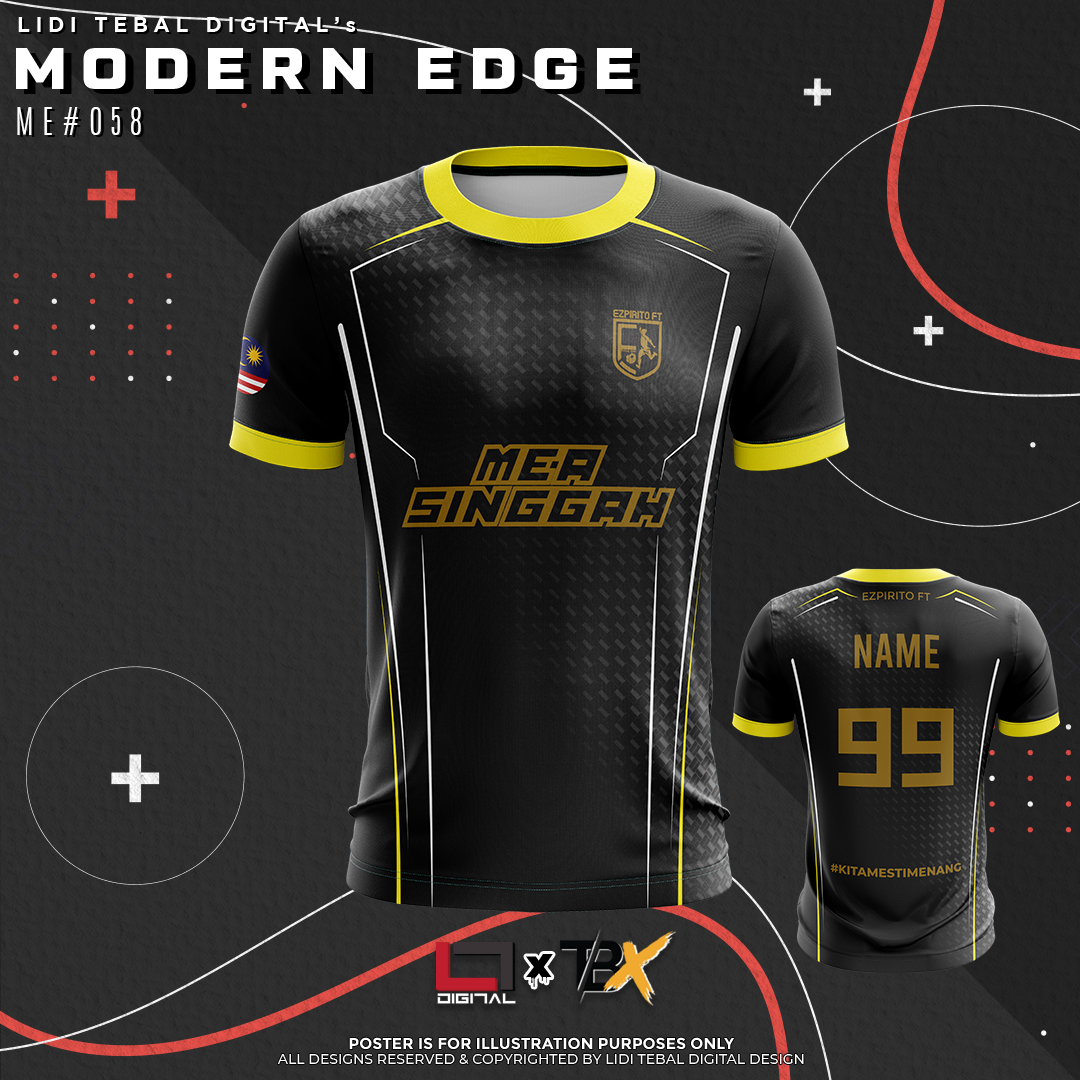 LIDI TEBAL DIGITAL's
MODERN EDGE
ME#058
EZPIRITO FT
MEA
SINGGAH
EZPIRITO FT
NAME
99
#KITAMESTIMENANG
DIGITAL
X
TBX
POSTER IS FOR ILLUSTRATION PURPOSES ONLY
ALL DESIGNS RESERVED & COPYRIGHTED BY LIDI TEBAL DIGITAL DESIGN